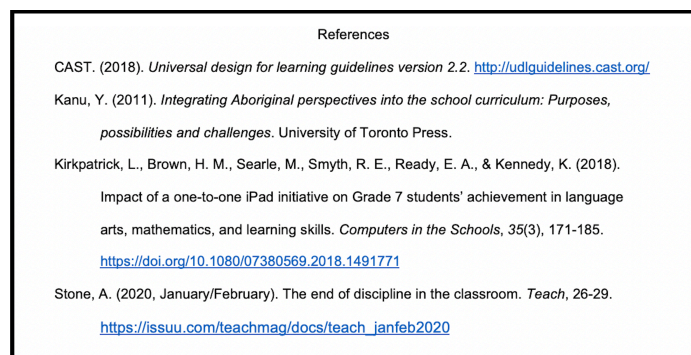 References
CAST. (2018). Universal design for learning guidelines version 2.2. http://udlguidelines.cast.org/
Kanu, Y. (2011). Integrating Aboriginal perspectives into the school curriculum: Purposes,
possibilities and challenges. University of Toronto Press.
Kirkpatrick, L., Brown, H. M., Searle, M., Smyth, R. E., Ready, E. A., & Kennedy, K. (2018).
Impact of a one-to-one iPad initiative on Grade 7 students’ achievement in language
arts, mathematics, and learning skills. Computers in the Schools, 35(3), 171-185.
https://doi.org/10.1080/07380569.2018.1491771
Stone, A. (2020, January/February). The end of discipline in the classroom. Teach, 26-29.
https://issuu.com/teachmag/docs/teach_janfeb2020